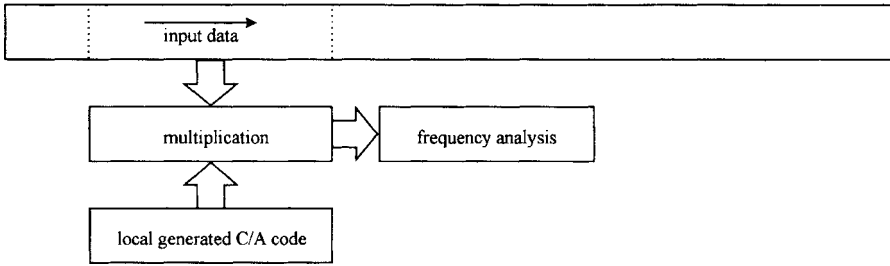 input data
multiplication
frequency analysis
local generated C/A code